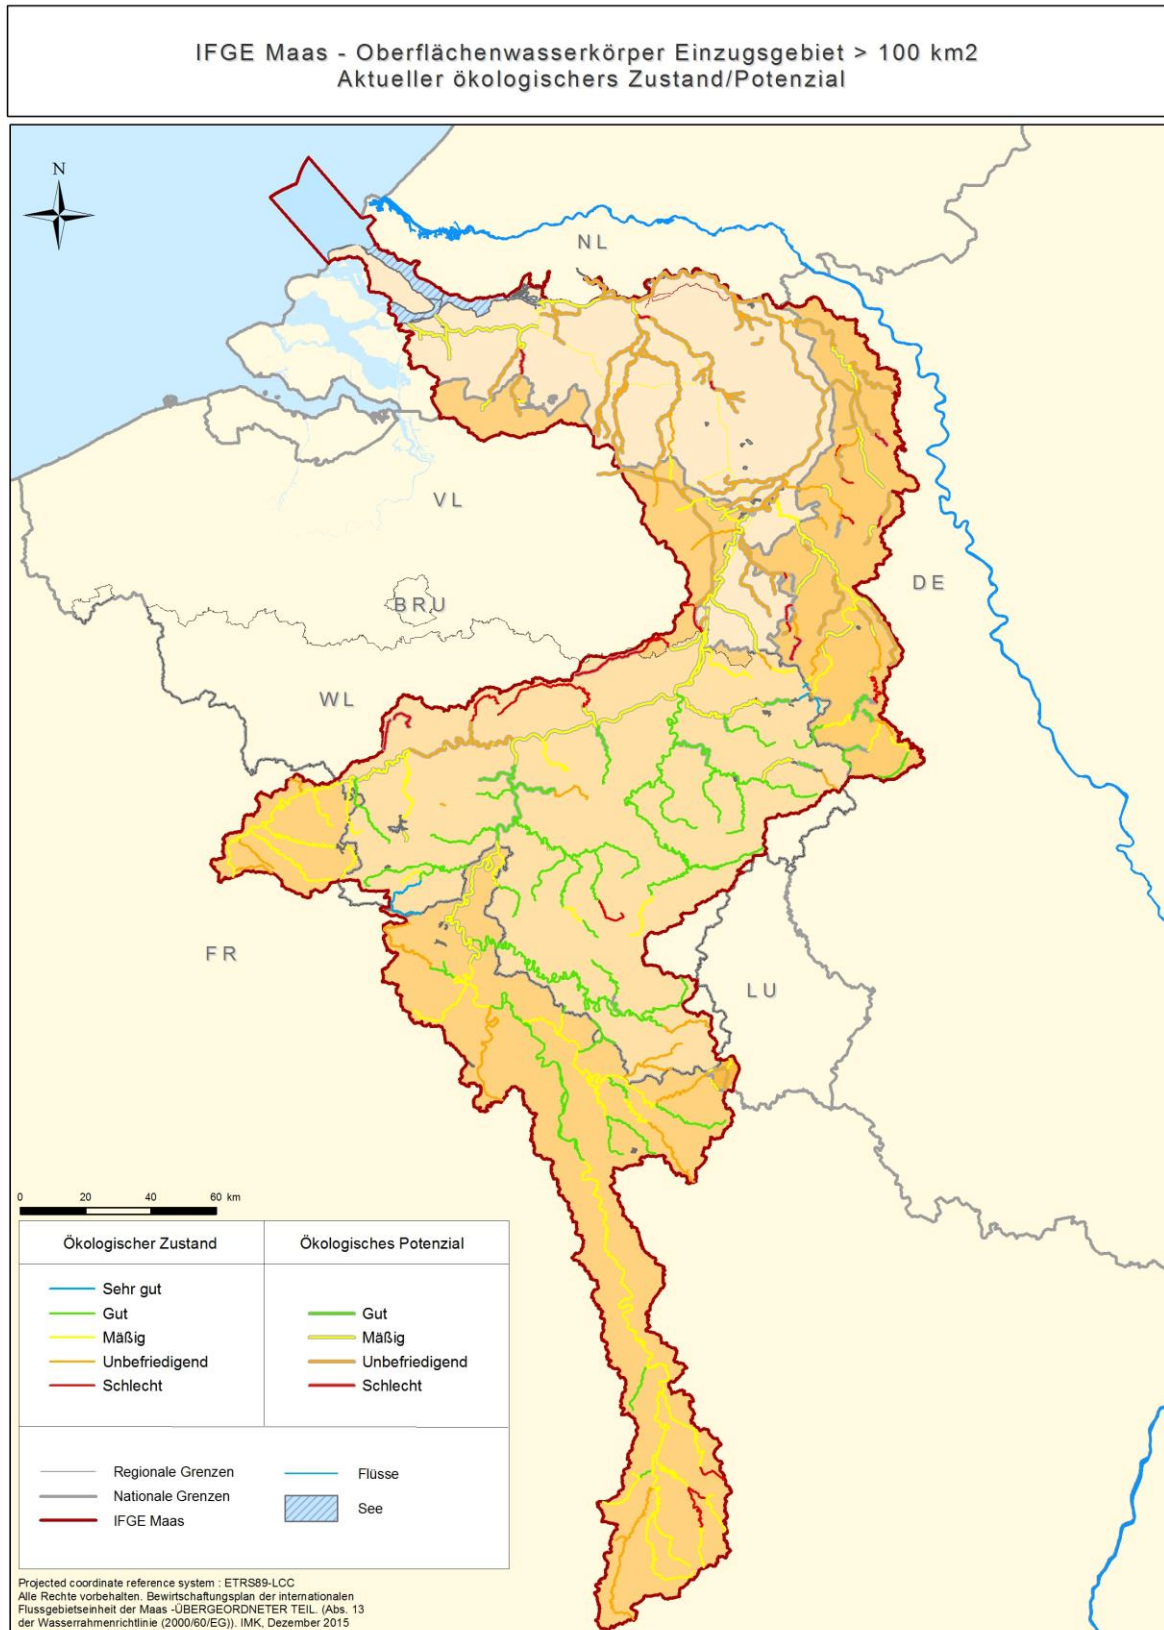 IFGE Maas - Oberflächenwasserkörper Einzugsgebiet > 100 km2
Aktueller ökologischers Zustand/Potenzial
N
NL
VL
BRU
DE
WL
FR
LU
0 20 40 60 km
Ökologischer Zustand
Sehr gut
Gut
Mäßig
Unbefriedigend
Schlecht
Ökologisches Potenzial
Gut
Mäßig
Unbefriedigend
Schlecht
Regionale Grenzen
Nationale Grenzen
IFGE Maas
Flüsse
See
Projected coordinate reference system : ETRS89-LCC
Alle Rechte vorbehalten. Bewirtschaftungsplan der internationalen
Flussgebietseinheit der Maas -ÜBERGEORDNETER TEIL. (Abs. 13
der Wasserrahmenrichtlinie (2000/60/EG)). IMK, Dezember 2015